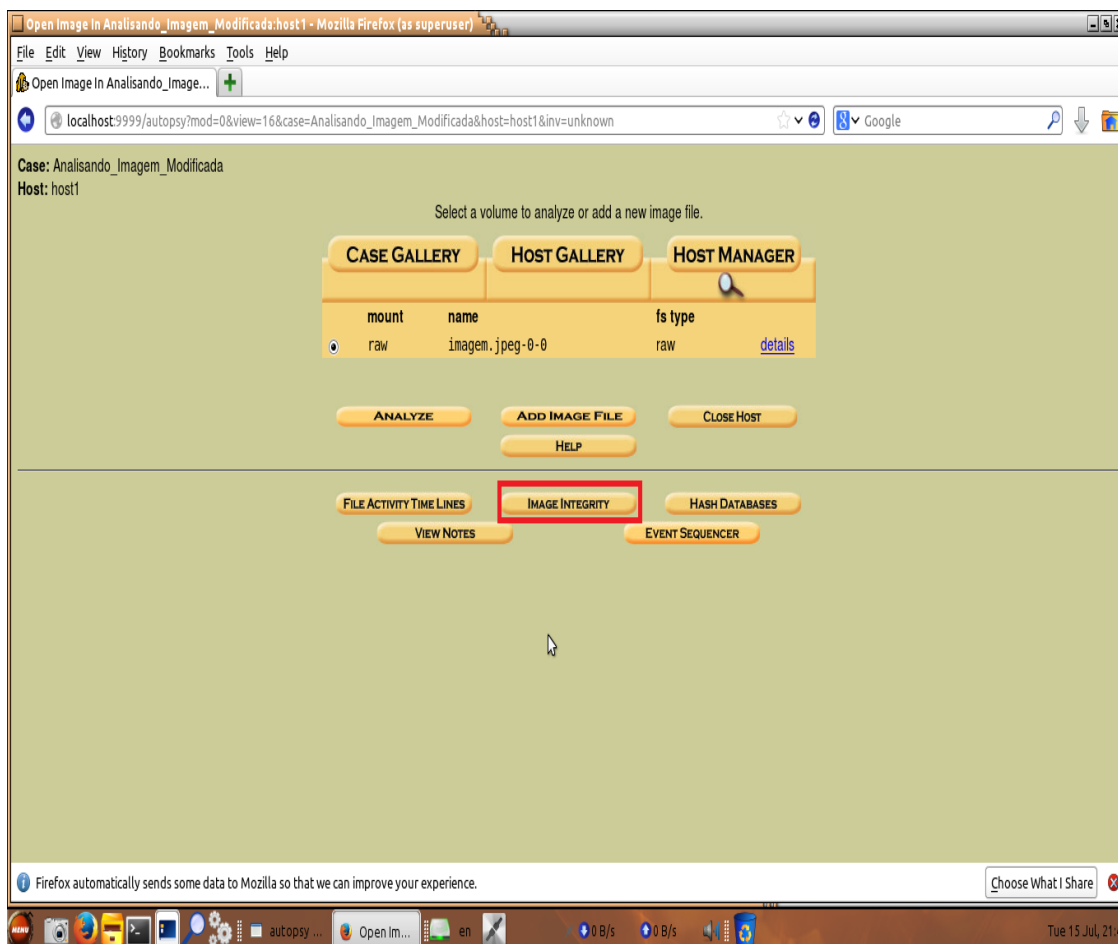 Open Image In Analisando_Imagem_Modificada:host1 - Mozilla Firefox (as superuser)
File Edit View History Bookmarks Tools Help
Open Image In Analisando_Image...
localhost:9999/autopsy?mod=0&view=16&case=Analisando_Imagem_Modificada&host=host1&inv=unknown
Google
Case: Analisando_Imagem_Modificada
Host: host1
Select a volume to analyze or add a new image file.
CASE GALLERY HOST GALLERY HOST MANAGER
mount name fs type
raw imagem.jpeg-0-0 raw details
ANALYZE ADD IMAGE FILE CLOSE HOST
HELP
FILE ACTIVITY TIME LINES IMAGE INTEGRITY HASH DATABASES
VIEW NOTES EVENT SEQUENCER
Firefox automatically sends some data to Mozilla so that we can improve your experience.
Choose What I Share
MENU autopsy ... Open Im... en 0 B/s 0 B/s Tue 15 Jul, 21: